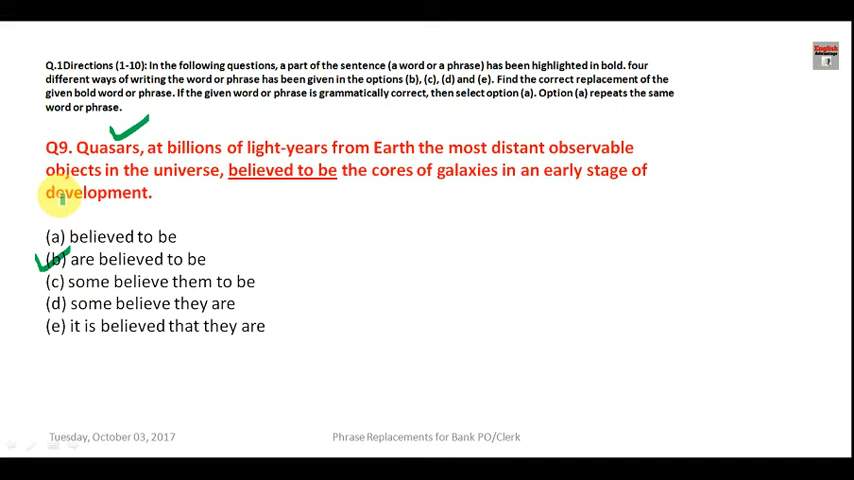 English
Advantage
Q.1Directions (1-10): In the following questions, a part of the sentence (a word or a phrase) has been highlighted in bold. four
different ways of writing the word or phrase has been given in the options (b), (c), (d) and (e). Find the correct replacement of the
given bold word or phrase. If the given word or phrase is grammatically correct, then select option (a). Option (a) repeats the same
word or phrase.
Q9. Quasars, at billions of light-years from Earth the most distant observable
objects in the universe, believed to be the cores of galaxies in an early stage of
development.
(a) believed to be
(b) are believed to be
(c) some believe them to be
(d) some believe they are
(e) it is believed that they are
Tuesday, October 03, 2017
Phrase Replacements for Bank PO/Clerk